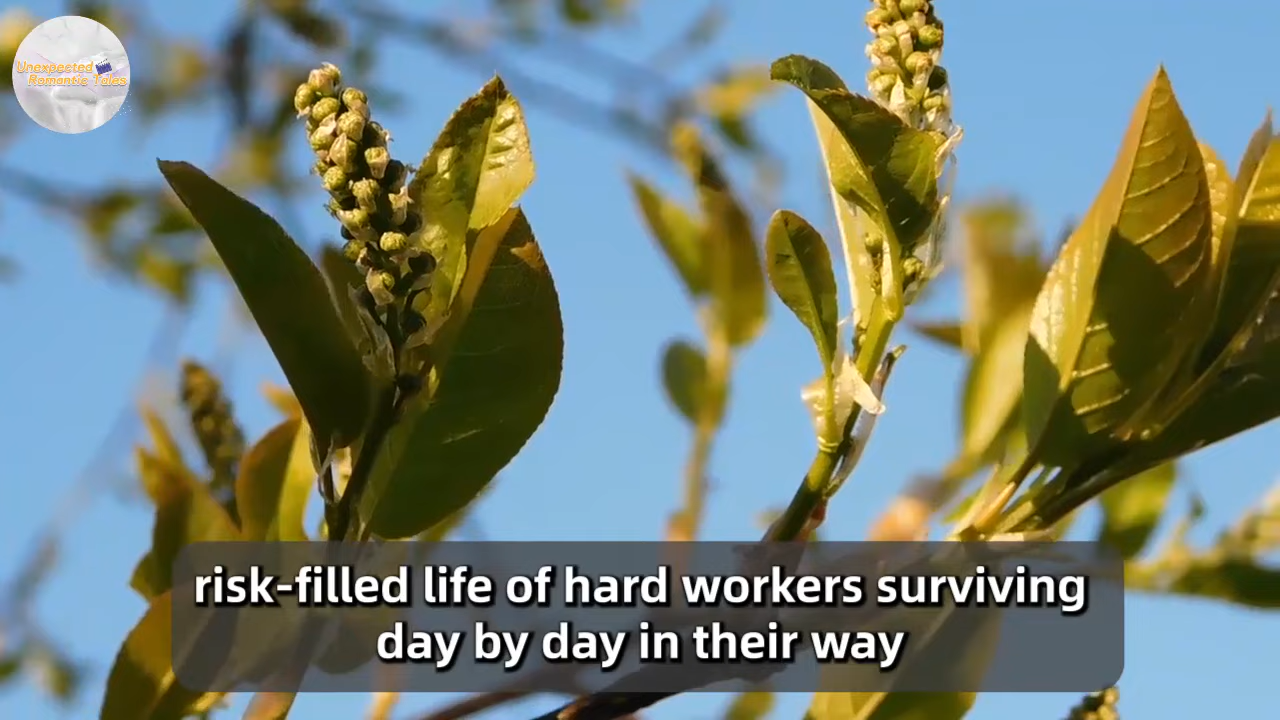 Unexpected
Romantic Tales
risk-filled life of hard workers surviving
day by day in their way